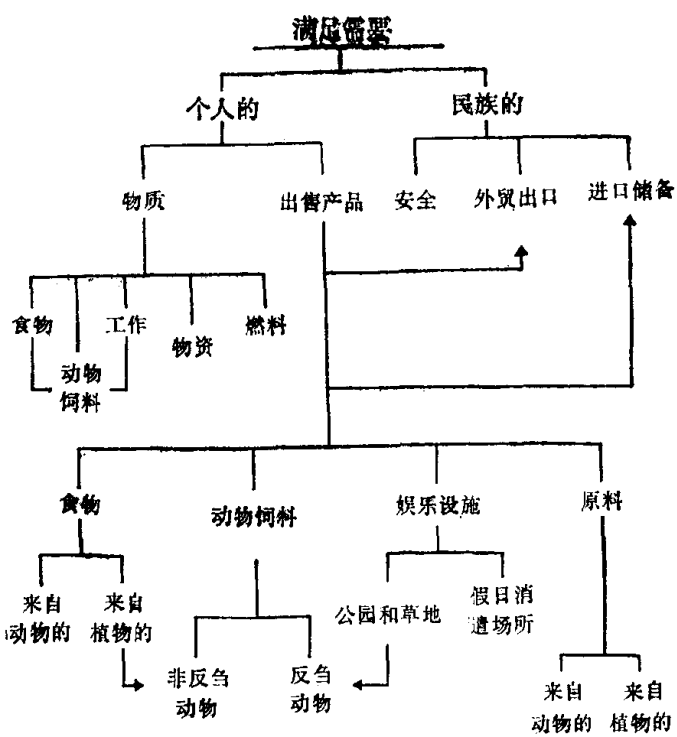 满足需要
个人的
民族的
物质
出售产品
安全
外贸出口
进口储备
食物
工作
物资
燃料
动物
饲料
食物
动物饲料
娱乐设施
原料
来自
动物的
来自
植物的
公园和草地
假日消
遣场所
非反刍
动物
反刍
动物
来自
动物的
来自
植物的